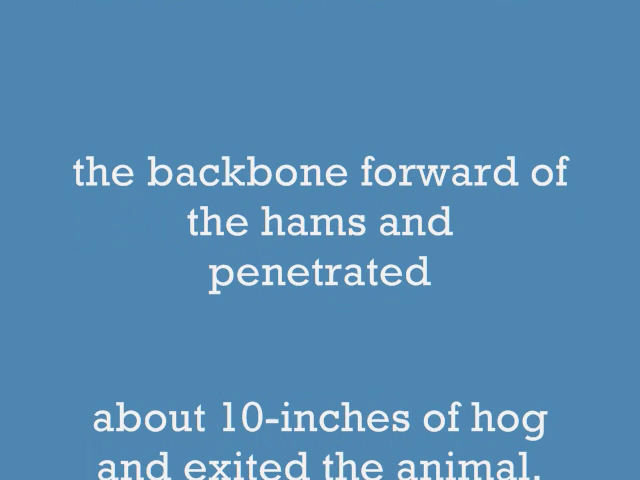 the backbone forward of
the hams and
penetrated
about 10-inches of hog
and exited the animal.